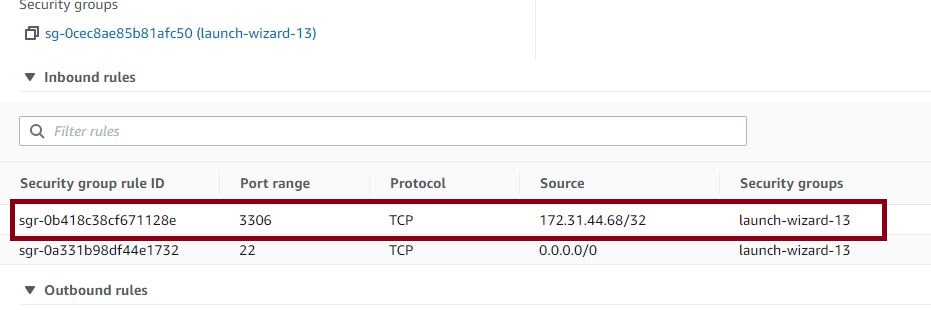 Security groups
sg-0cec8ae85b81afc50 (launch-wizard-13)
Inbound rules
Filter rules
Security group rule ID Port range Protocol Source Security groups
sgr-0b418c38cf671128e 3306 TCP 172.31.44.68/32 launch-wizard-13
sgr-0a331b98df44e1732 22 TCP 0.0.0.0/0 launch-wizard-13
Outbound rules